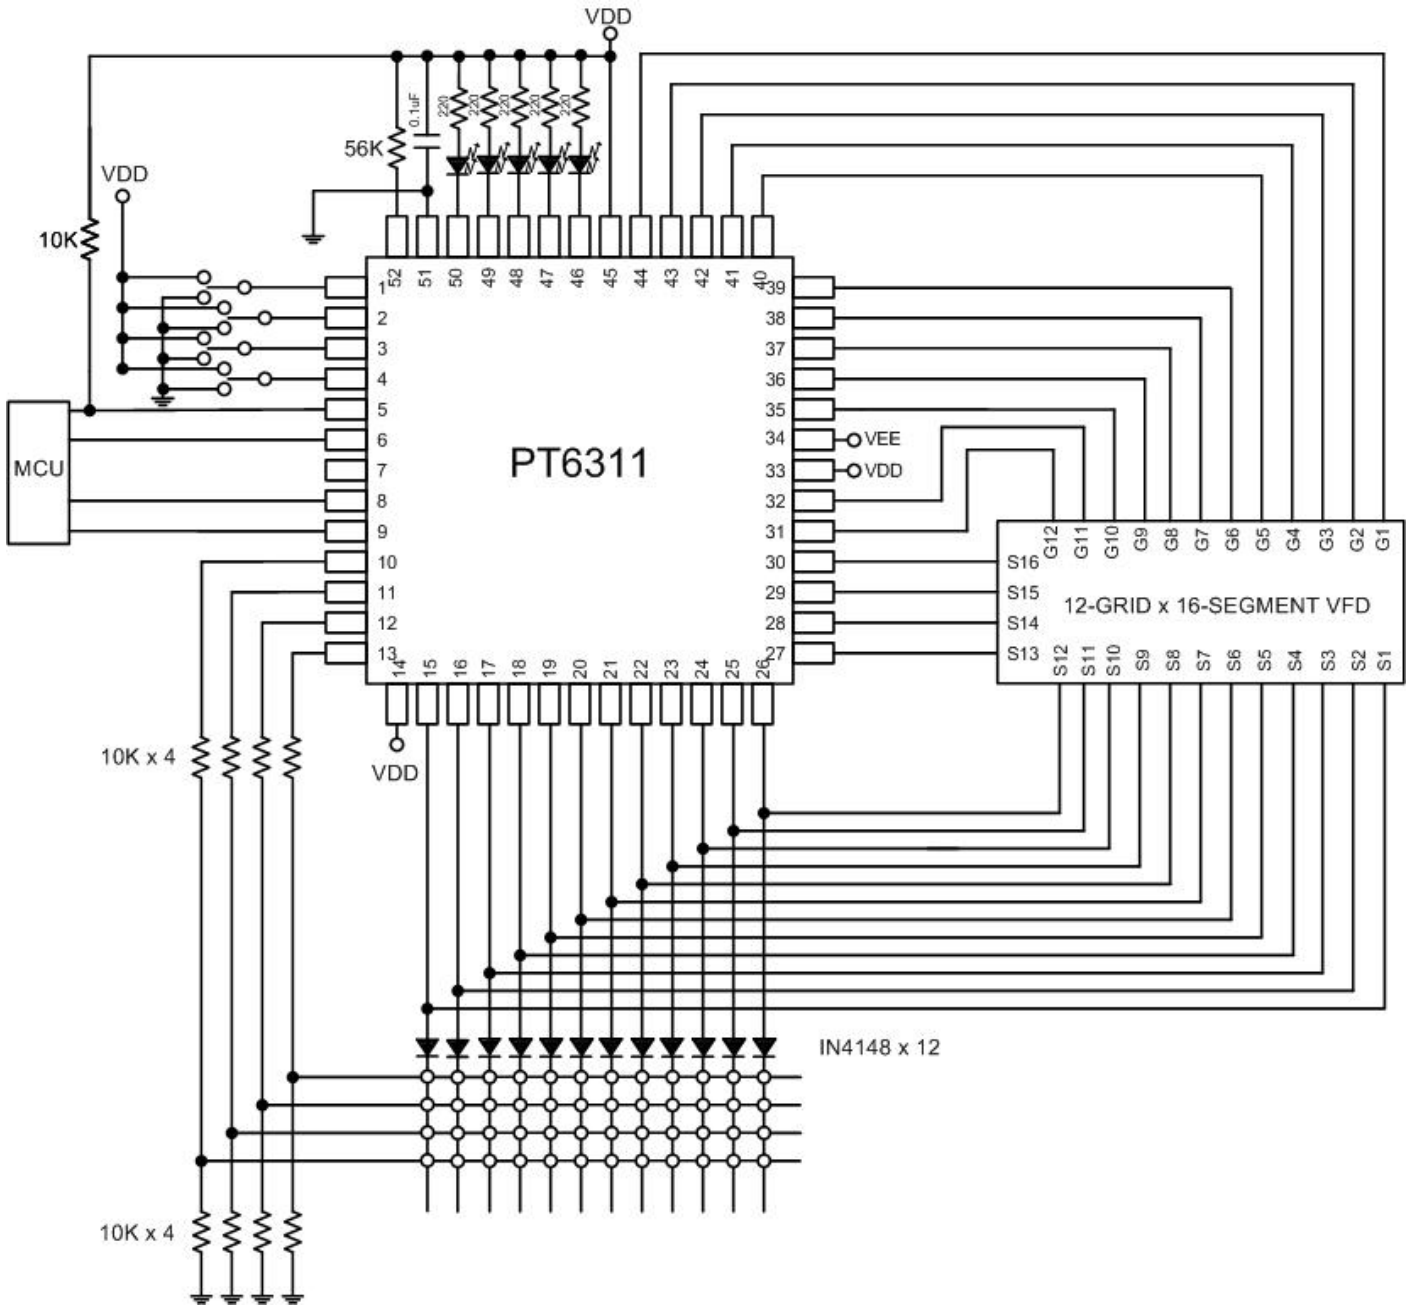 VDD
0.1uF
220
220
220
220
220
56K
VDD
10K
52 51 50 49 48 47 46 45 44 43 42 41 40
1
2
3
4
5
6
7
8
9
10
11
12
13
39
38
37
36
35
34
33
32
31
30
29
28
27
VEE
VDD
MCU
PT6311
G12 G11 G10 G9 G8 G7 G6 G5 G4 G3 G2 G1
S16
S15
S14
S13
12-GRID x 16-SEGMENT VFD
S12 S11 S10 S9 S8 S7 S6 S5 S4 S3 S2 S1
14 15 16 17 18 19 20 21 22 23 24 25 26
10K x 4
VDD
IN4148 x 12
10K x 4